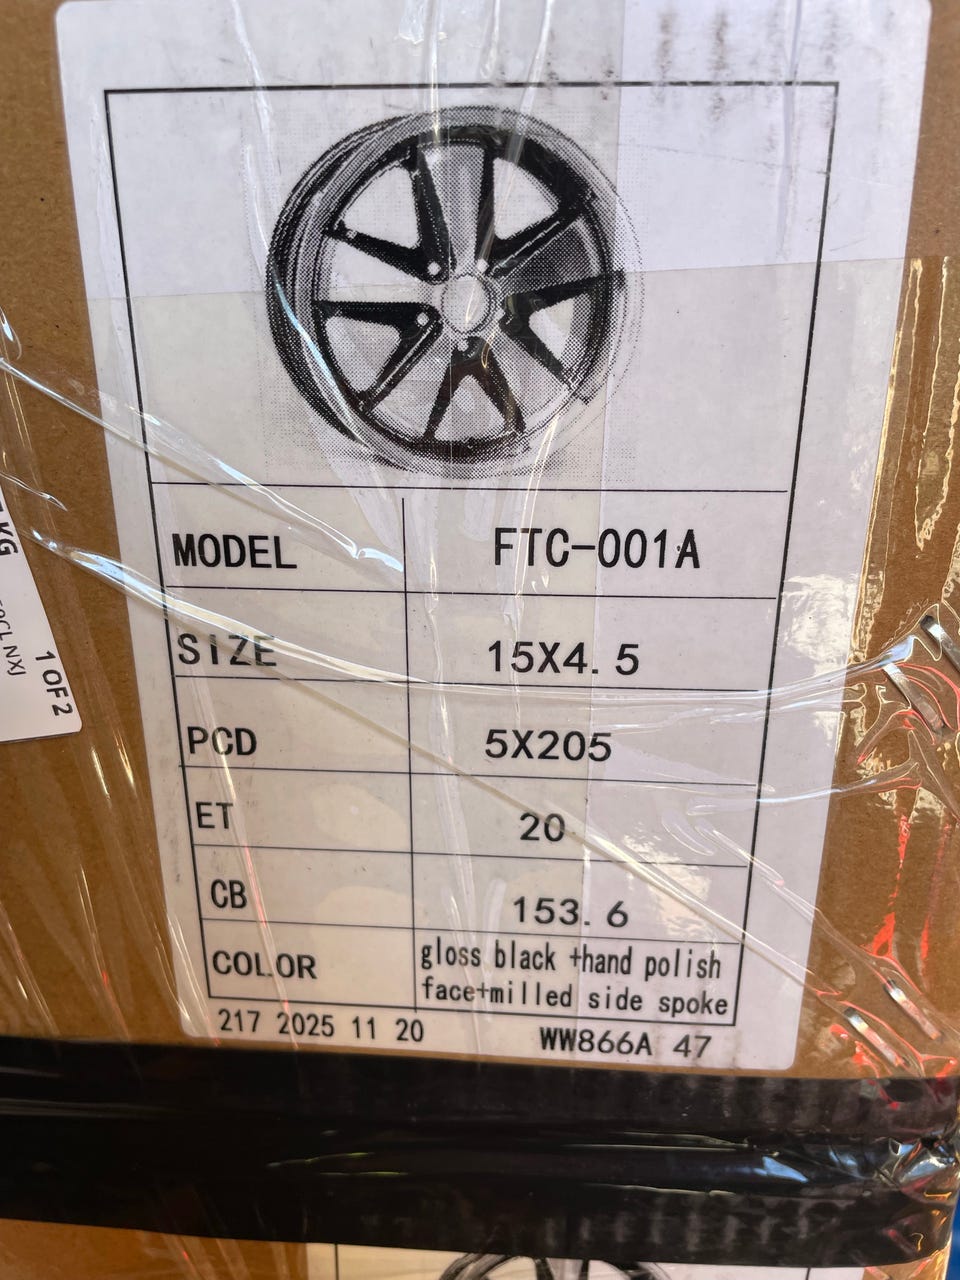 MODEL FTC-001A
SIZE 15X4.5
PCD 5X205
ET 20
CB 153.6
COLOR gloss black +hand polish
face+milled side spoke
217 2025 11 20 WW866A 47
KG
1 OF 2